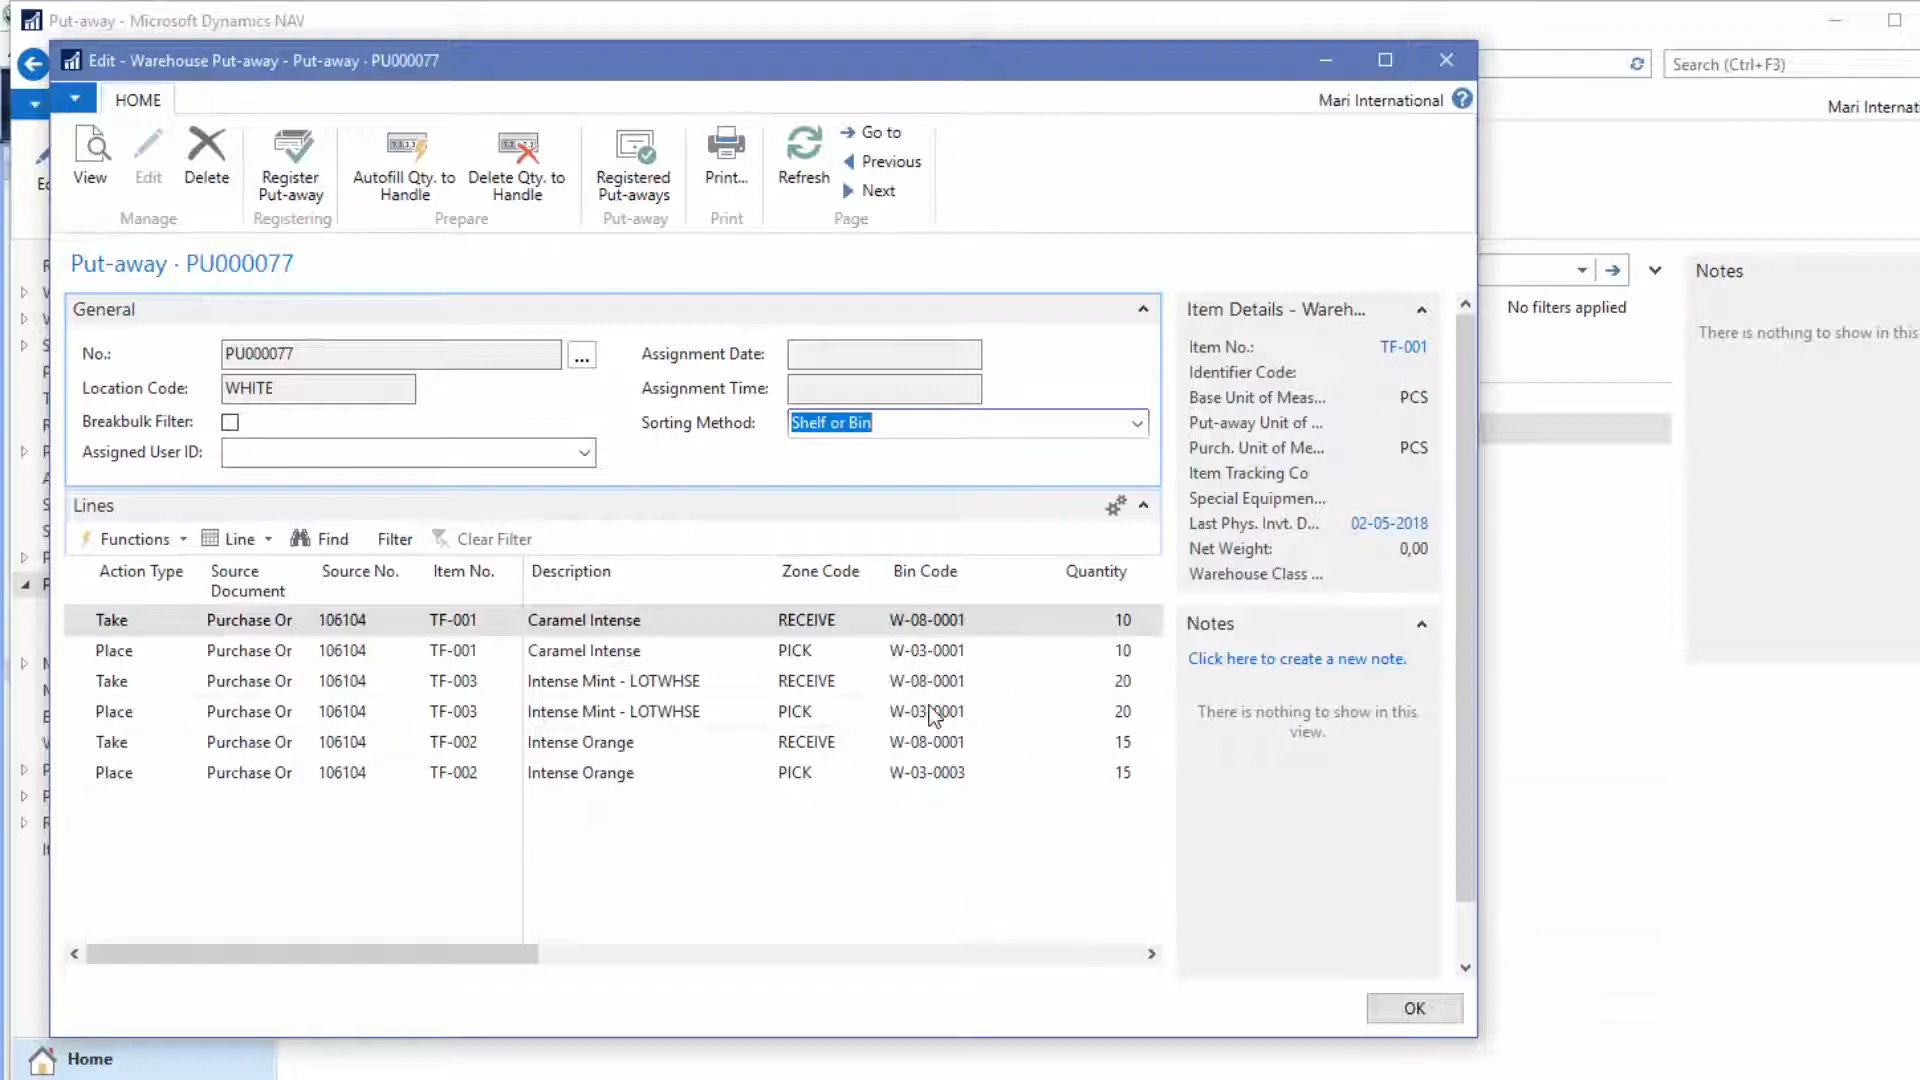 Put-away - Microsoft Dynamics NAV
Search (Ctrl+F3)
Mari Internat
Edit - Warehouse Put-away - Put-away · PU000077
HOME
Mari International
View
Edit
Delete
Manage
Register Put-away
Registering
Autofill Qty. to Handle
Delete Qty. to Handle
Prepare
Registered Put-aways
Put-away
Print...
Print
Refresh
Go to
Previous
Next
Page
Put-away · PU000077
General
No.: PU000077 ...
Location Code: WHITE
Breakbulk Filter:
Assigned User ID:
Assignment Date:
Assignment Time:
Sorting Method: Shelf or Bin
Lines
Functions Line Find Filter Clear Filter
Action Type Source Document Source No. Item No. Description Zone Code Bin Code Quantity
Take Purchase Or 106104 TF-001 Caramel Intense RECEIVE W-08-0001 10
Place Purchase Or 106104 TF-001 Caramel Intense PICK W-03-0001 10
Take Purchase Or 106104 TF-003 Intense Mint - LOTWHSE RECEIVE W-08-0001 20
Place Purchase Or 106104 TF-003 Intense Mint - LOTWHSE PICK W-03-0001 20
Take Purchase Or 106104 TF-002 Intense Orange RECEIVE W-08-0001 15
Place Purchase Or 106104 TF-002 Intense Orange PICK W-03-0003 15
Item Details - Wareh...
Item No.: TF-001
Identifier Code:
Base Unit of Meas... PCS
Put-away Unit of ...
Purch. Unit of Me... PCS
Item Tracking Co
Special Equipmen...
Last Phys. Invt. D... 02-05-2018
Net Weight: 0,00
Warehouse Class ...
Notes
Click here to create a new note.
There is nothing to show in this
view.
OK
No filters applied
Notes
There is nothing to show in this
Home